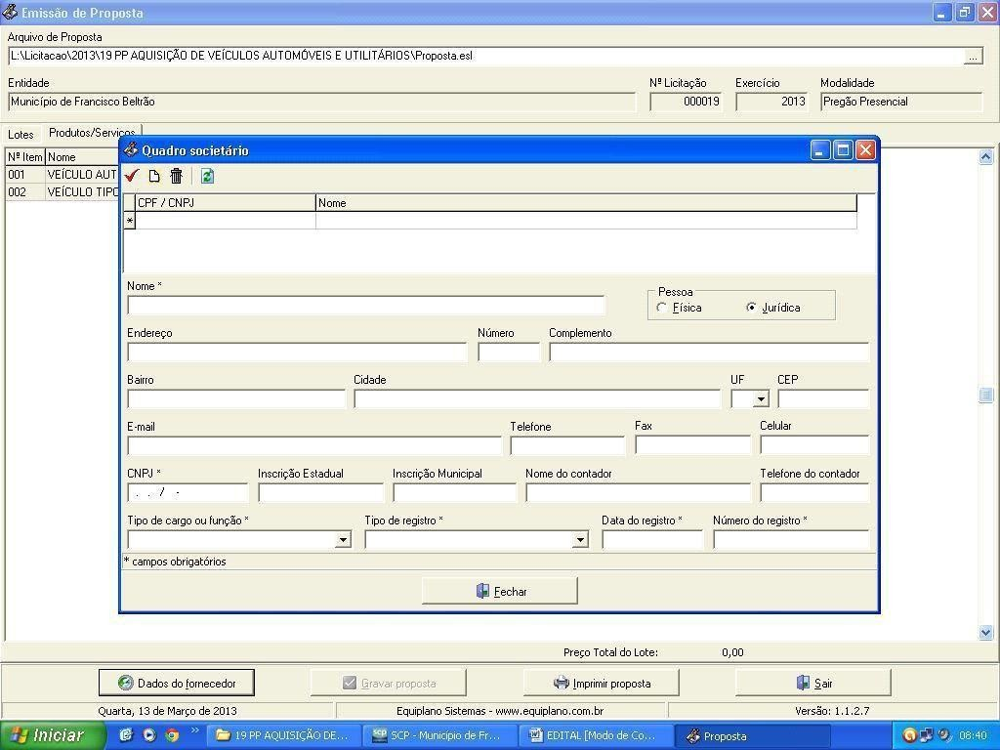 Emissão de Proposta
Arquivo de Proposta
L:\Licitacao\2013\19 PP AQUISIÇÃO DE VEÍCULOS AUTOMÓVEIS E UTILITÁRIOS\Proposta.esl
...
Entidade Nº Licitação Exercício Modalidade
Município de Francisco Beltrão 000019 2013 Pregão Presencial
Lotes Produtos/Serviços
Nº Item Nome
001 VEÍCULO AUT
002 VEÍCULO TIPO
Quadro societário
CPF / CNPJ Nome
*
Nome *
Pessoa
Física Jurídica
Endereço Número Complemento
Bairro Cidade UF CEP
E-mail Telefone Fax Celular
CNPJ * Inscrição Estadual Inscrição Municipal Nome do contador Telefone do contador
. . / -
Tipo de cargo ou função * Tipo de registro * Data do registro * Número do registro *
* campos obrigatórios
Fechar
Preço Total do Lote: 0,00
Dados do fornecedor Gravar proposta Imprimir proposta Sair
Quarta, 13 de Março de 2013 Equiplano Sistemas - www.equiplano.com.br Versão: 1.1.2.7
Iniciar » 19 PP AQUISIÇÃO DE... SCP - Município de Fr... EDITAL [Modo de Co... Proposta 08:40